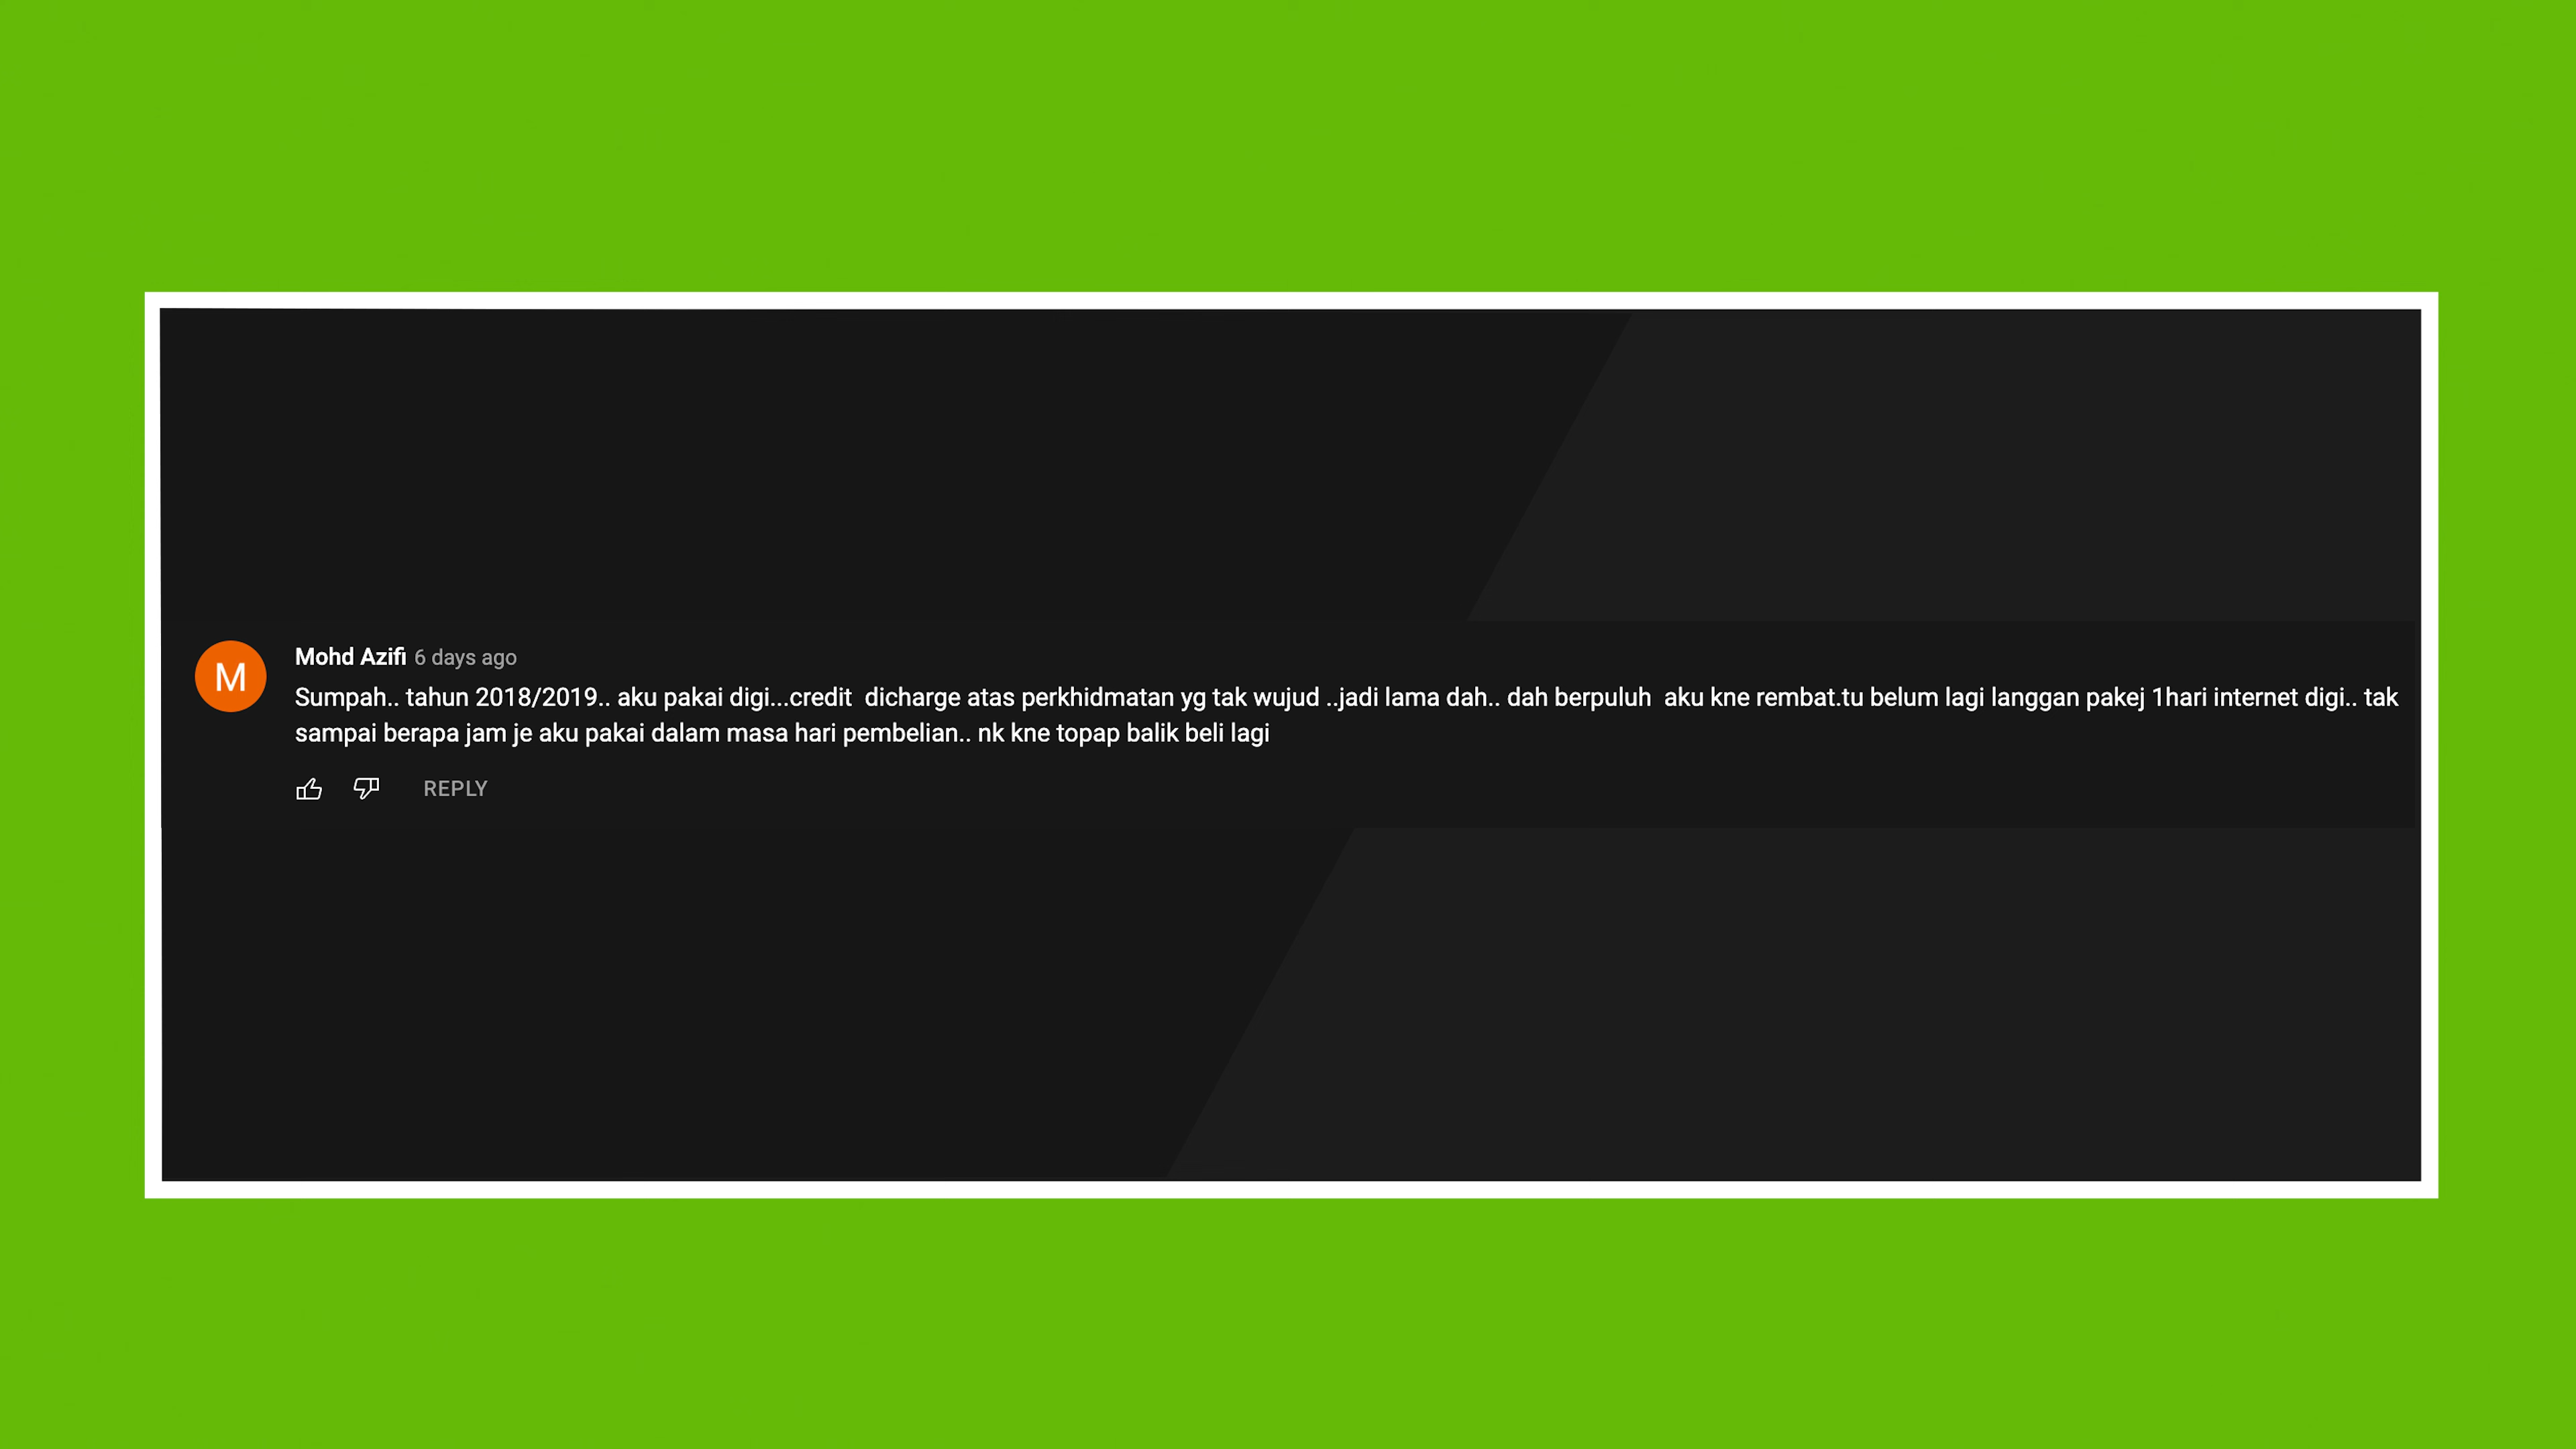 M
Mohd Azifi 6 days ago
Sumpah.. tahun 2018/2019.. aku pakai digi...credit  dicharge atas perkhidmatan yg tak wujud ..jadi lama dah.. dah berpuluh  aku kne rembat.tu belum lagi langgan pakej 1hari internet digi.. tak
sampai berapa jam je aku pakai dalam masa hari pembelian.. nk kne topap balik beli lagi
REPLY